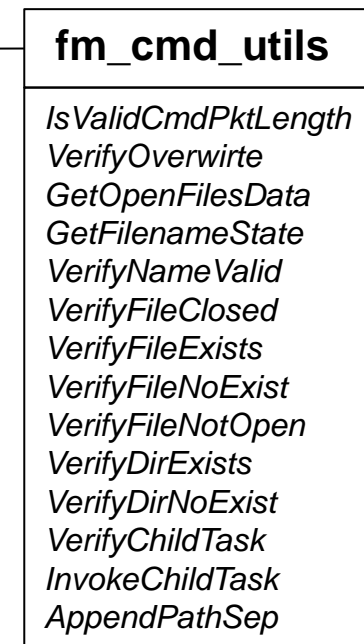 fm_cmd_utils
IsValidCmdPktLength
VerifyOverwirte
GetOpenFilesData
GetFilenameState
VerifyNameValid
VerifyFileClosed
VerifyFileExists
VerifyFileNoExist
VerifyFileNotOpen
VerifyDirExists
VerifyDirNoExist
VerifyChildTask
InvokeChildTask
AppendPathSep